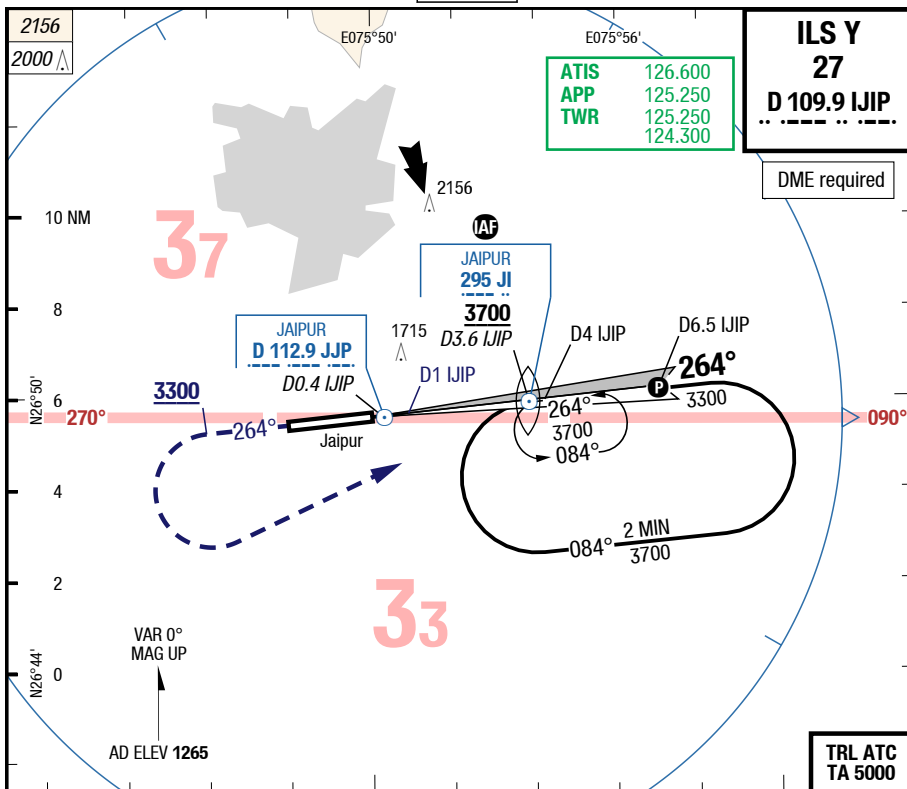 2156
2000
E075°50'
E075°56'
ATIS 126.600
APP 125.250
TWR 125.250
124.300
ILS Y
27
D 109.9 IJIP
DME required
2156
10 NM
37
IAF
JAIPUR
295 JI
3700
D3.6 IJIP
8
1715
JAIPUR
D 112.9 JJP
D0.4 IJIP
D1 IJIP
D4 IJIP
D6.5 IJIP
264°
P
3300
N26°50'
6
3300
270°
264°
Jaipur
264°
3700
084°
090°
4
2 MIN
084°
3700
2
33
VAR 0°
MAG UP
N26°44'
0
AD ELEV 1265
TRL ATC
TA 5000